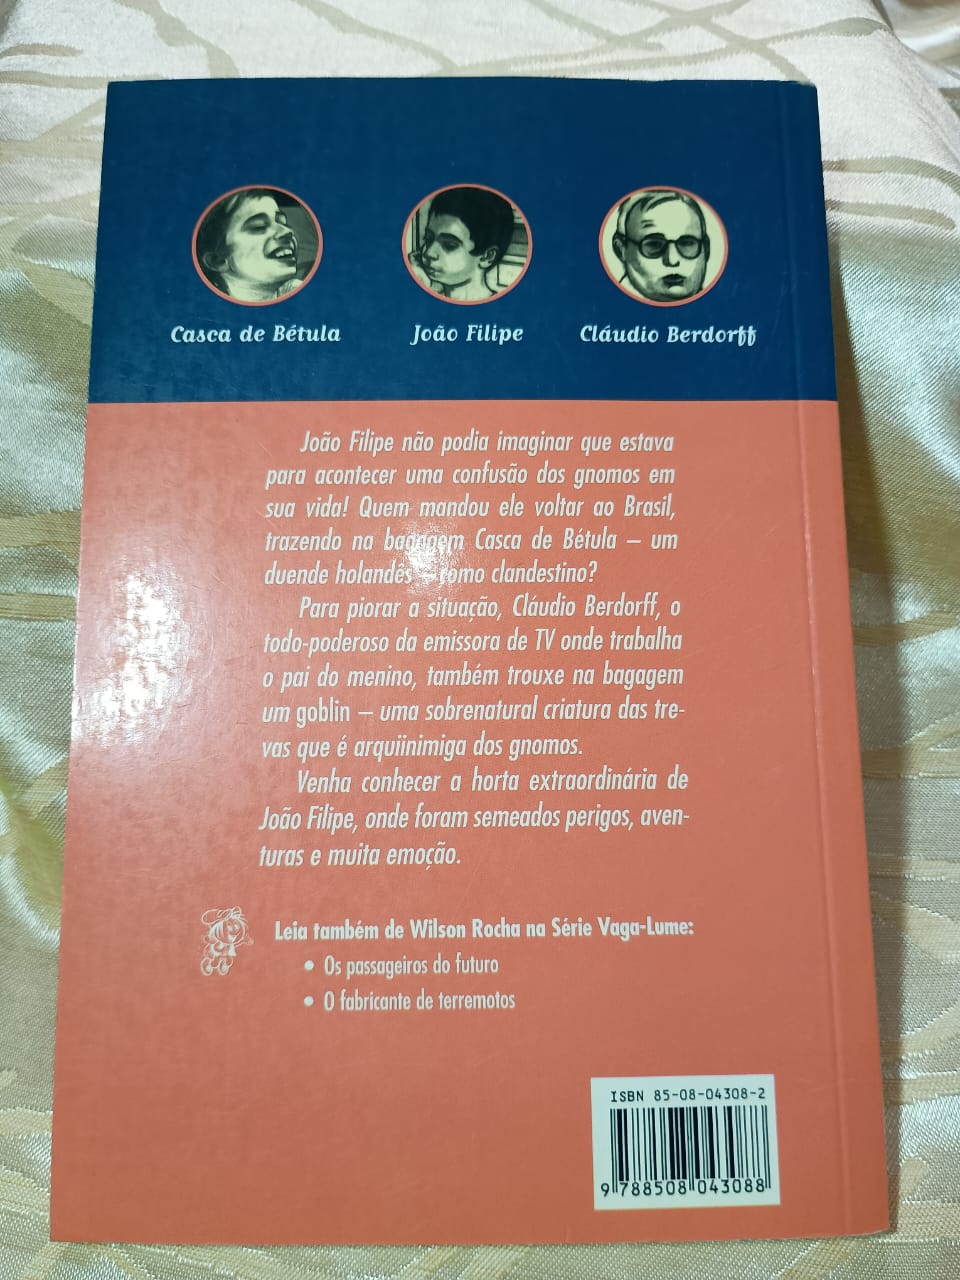 Casca de Bétula João Filipe Cláudio Berdorff
João Filipe não podia imaginar que estava
para acontecer uma confusão dos gnomos em
sua vida! Quem mandou ele voltar ao Brasil,
trazendo na bagagem Casca de Bétula – um
duende holandês – como clandestino?
Para piorar a situação, Cláudio Berdorff, o
todo-poderoso da emissora de TV onde trabalha
o pai do menino, também trouxe na bagagem
um goblin – uma sobrenatural criatura das tre-
vas que é arquiinimiga dos gnomos.
Venha conhecer a horta extraordinária de
João Filipe, onde foram semeados perigos, aven-
turas e muita emoção.
Leia também de Wilson Rocha na Série Vaga-Lume:
• Os passageiros do futuro
• O fabricante de terremotos
ISBN 85-08-04308-2
9 788508 043088